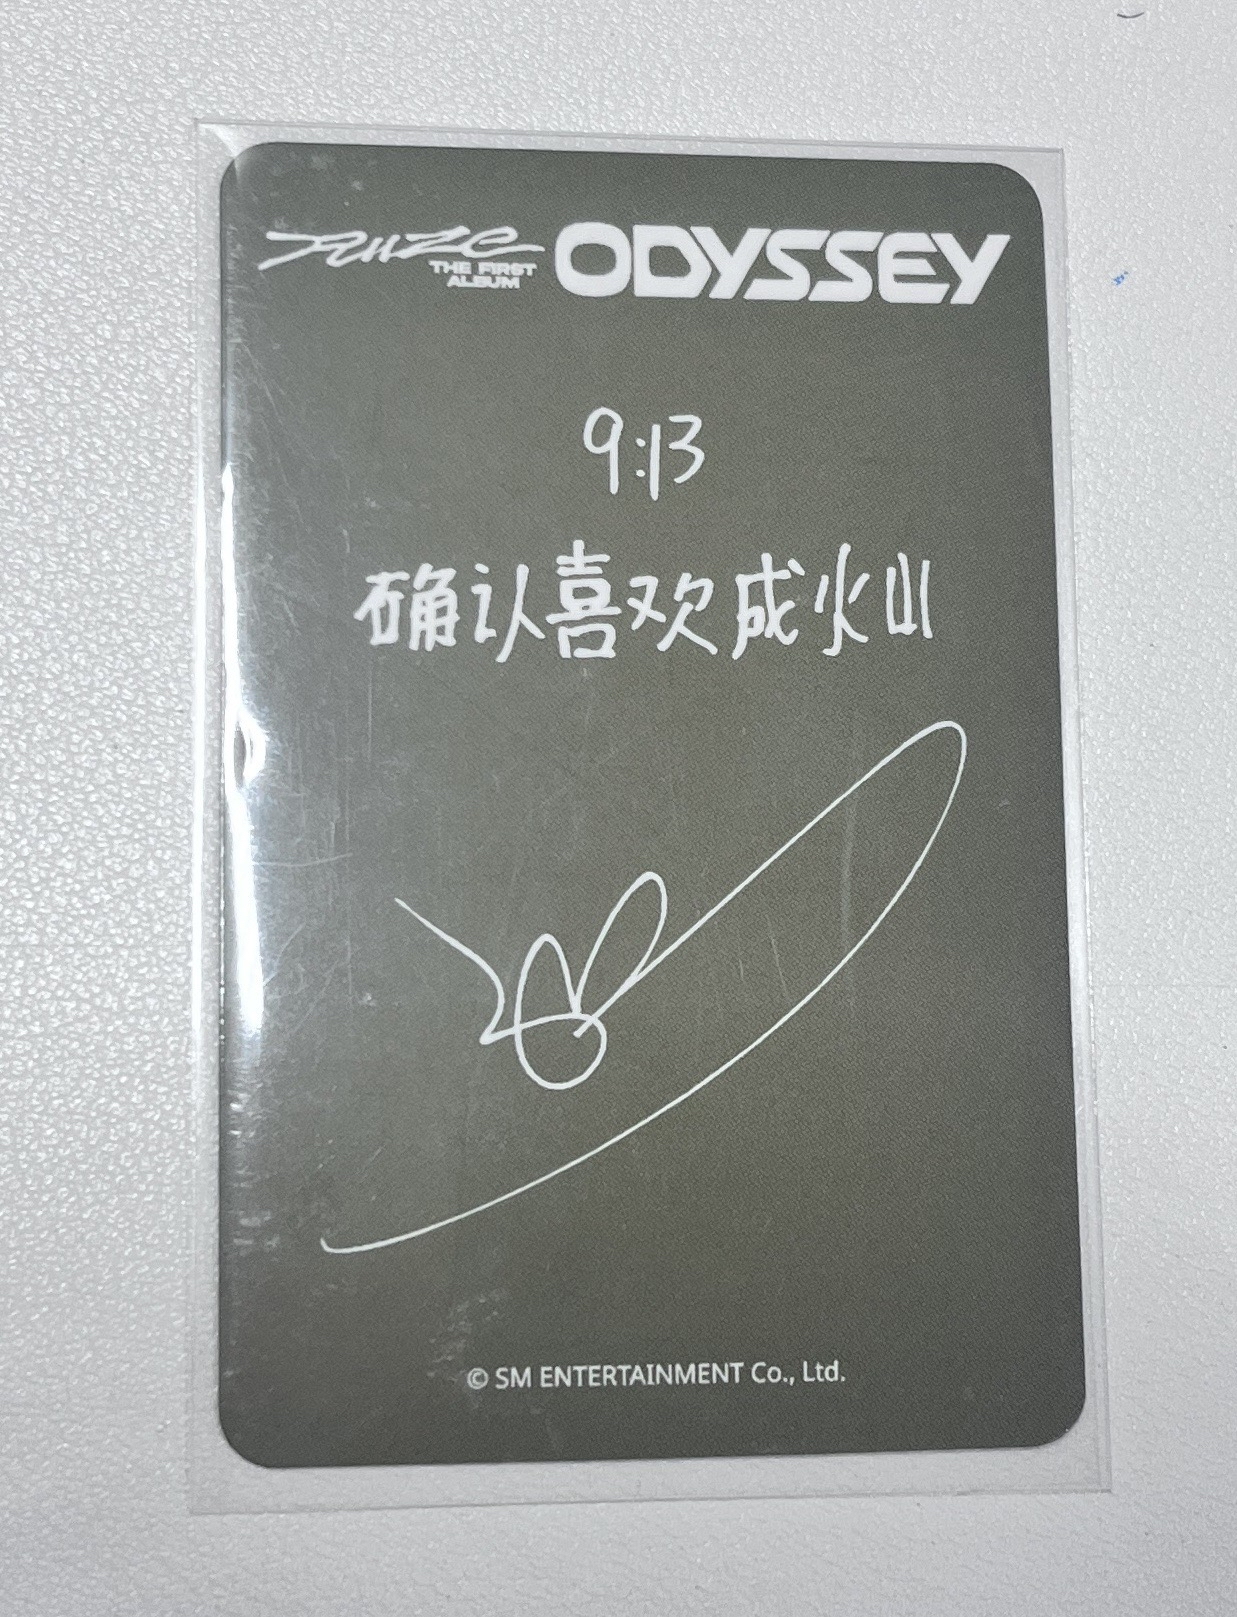 RIIZE THE FIRST ALBUM ODYSSEY
9:13
确认喜欢成火山
© SM ENTERTAINMENT Co., Ltd.